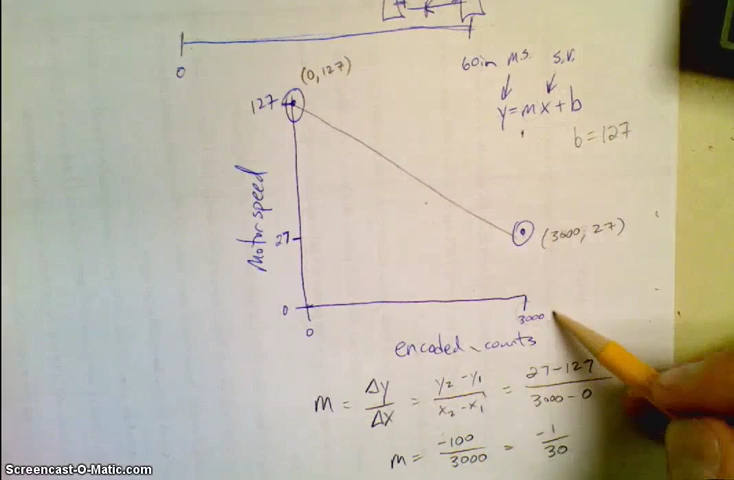 0
60in m.s. s.v.
(0,127)
127
y=mx+b
b=127
Motor speed
27
(3000, 27)
0
0
3000
encoded counts
m = Δy/Δx = y₂-y₁/x₂-x₁ = 27-127/3000-0
m = -100/3000 = -1/30
Screencast-O-Matic.com